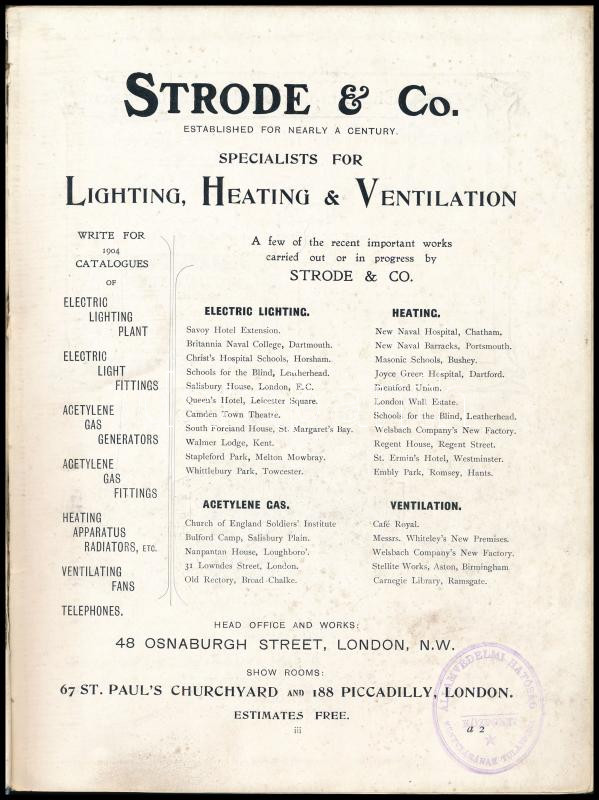 STRODE & Co.
ESTABLISHED FOR NEARLY A CENTURY.
SPECIALISTS FOR
LIGHTING, HEATING & VENTILATION
WRITE FOR
1904
CATALOGUES
OF
ELECTRIC
LIGHTING
PLANT
ELECTRIC
LIGHT
FITTINGS
ACETYLENE
GAS
GENERATORS
ACETYLENE
GAS
FITTINGS
HEATING
APPARATUS
RADIATORS, ETC.
VENTILATING
FANS
TELEPHONES.
A few of the recent important works
carried out or in progress by
STRODE & CO.
ELECTRIC LIGHTING.
Savoy Hotel Extension.
Britannia Naval College, Dartmouth.
Christ's Hospital Schools, Horsham.
Schools for the Blind, Leatherhead.
Salisbury House, London, E.C.
Queen's Hotel, Leicester Square.
Camden Town Theatre.
South Foreland House, St. Margaret's Bay.
Walmer Lodge, Kent.
Stapleford Park, Melton Mowbray.
Whittlebury Park, Towcester.
HEATING.
New Naval Hospital, Chatham.
New Naval Barracks, Portsmouth.
Masonic Schools, Bushey.
Joyce Green Hospital, Dartford.
Brentford Union.
London Wall Estate.
Schools for the Blind, Leatherhead.
Welsbach Company's New Factory.
Regent House, Regent Street.
St. Ermin's Hotel, Westminster.
Embly Park, Romsey, Hants.
ACETYLENE GAS.
Church of England Soldiers' Institute
Bulford Camp, Salisbury Plain.
Nanpantan House, Loughboro'.
31 Lowndes Street, London.
Old Rectory, Broad Chalke.
VENTILATION.
Café Royal.
Messrs. Whiteley's New Premises.
Welsbach Company's New Factory.
Stellite Works, Aston, Birmingham
Carnegie Library, Ramsgate.
HEAD OFFICE AND WORKS:
48 OSNABURGH STREET, LONDON, N.W.
SHOW ROOMS:
67 ST. PAUL'S CHURCHYARD AND 188 PICCADILLY, LONDON.
ESTIMATES FREE.
iii
a 2
ÁLLAMVÉDELMI HATÓSÁG